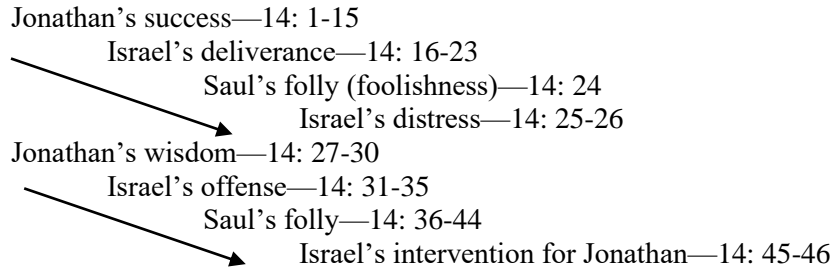 Jonathan’s success—14: 1-15
Israel’s deliverance—14: 16-23
Saul’s folly (foolishness)—14: 24
Israel’s distress—14: 25-26
Jonathan’s wisdom—14: 27-30
Israel’s offense—14: 31-35
Saul’s folly—14: 36-44
Israel’s intervention for Jonathan—14: 45-46